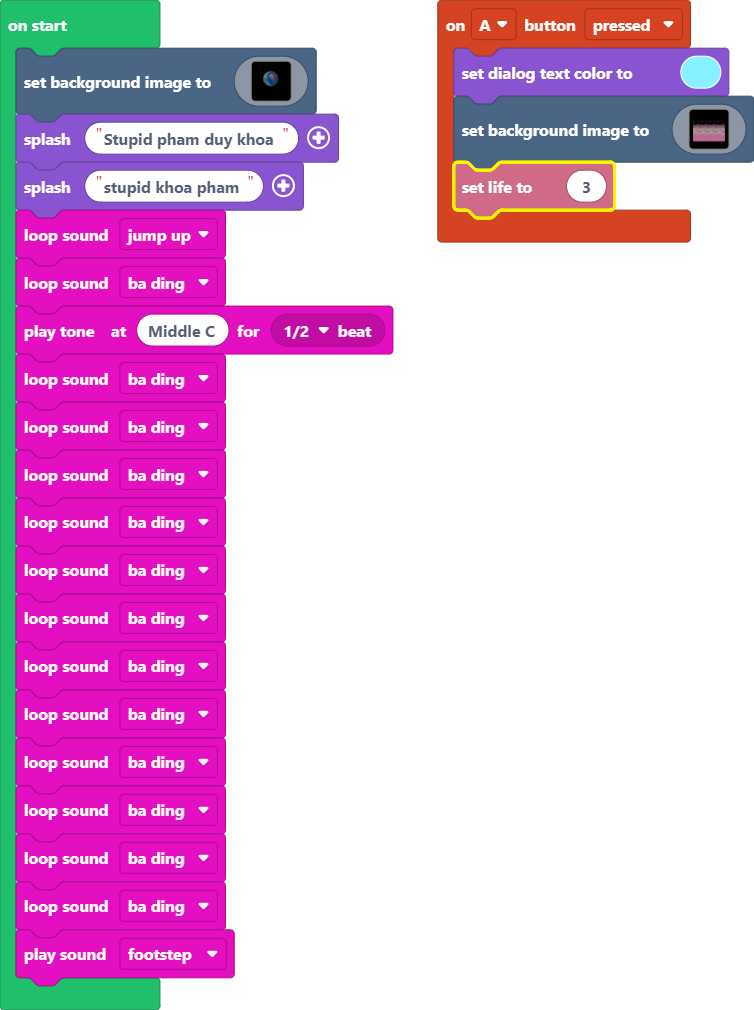 on start
set background image to
splash "Stupid pham duy khoa "
splash "stupid khoa pham "
loop sound jump up
loop sound ba ding
play tone at Middle C for 1/2 beat
loop sound ba ding
loop sound ba ding
loop sound ba ding
loop sound ba ding
loop sound ba ding
loop sound ba ding
loop sound ba ding
loop sound ba ding
loop sound ba ding
loop sound ba ding
loop sound ba ding
loop sound ba ding
play sound footstep
on A button pressed
set dialog text color to
set background image to
set life to 3